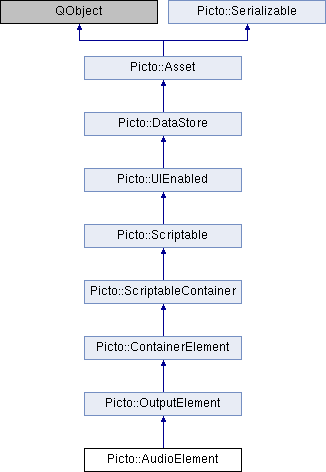 QObject
Picto::Serializable
Picto::Asset
Picto::DataStore
Picto::UIEnabled
Picto::Scriptable
Picto::ScriptableContainer
Picto::ContainerElement
Picto::OutputElement
Picto::AudioElement